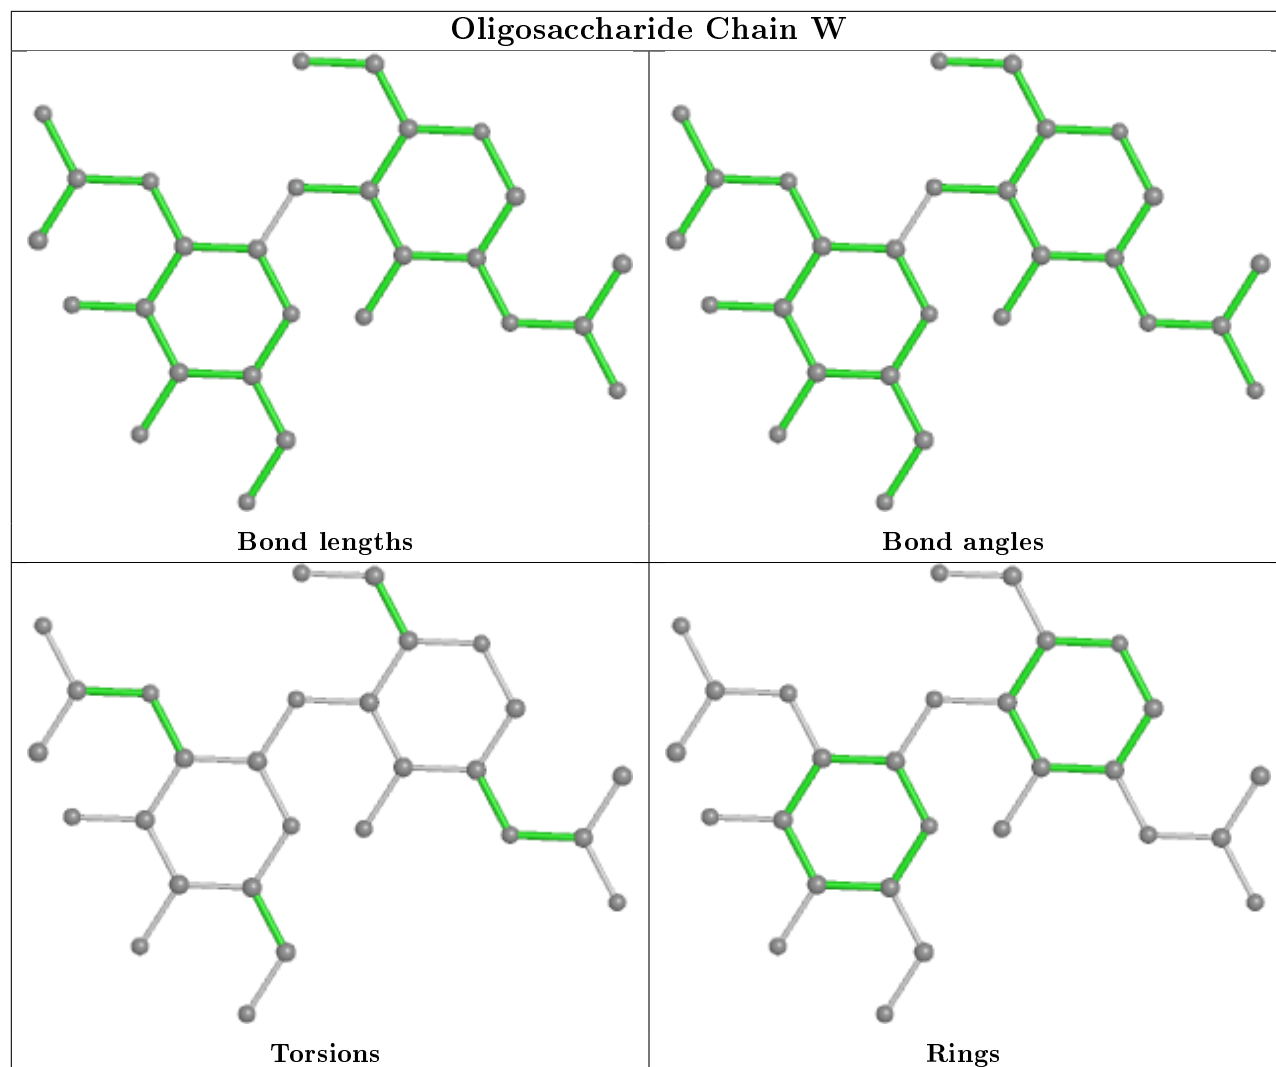 Oligosaccharide Chain W
Bond lengths
Bond angles
Torsions
Rings